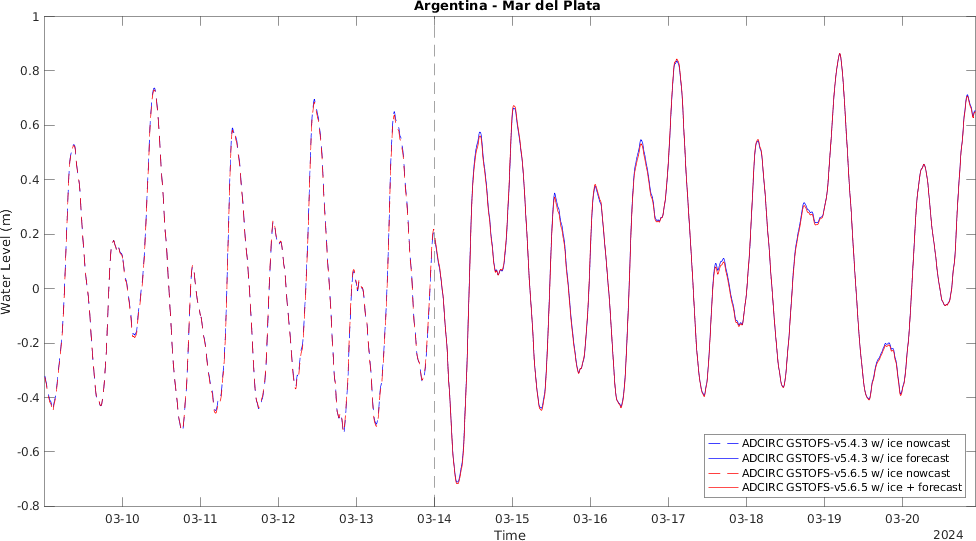 Argentina - Mar del Plata
1
0.8
0.6
0.4
0.2
0
-0.2
-0.4
-0.6
-0.8
Water Level (m)
03-10 03-11 03-12 03-13 03-14 03-15 03-16 03-17 03-18 03-19 03-20
Time
2024
ADCIRC GSTOFS-v5.4.3 w/ ice nowcast
ADCIRC GSTOFS-v5.4.3 w/ ice forecast
ADCIRC GSTOFS-v5.6.5 w/ ice nowcast
ADCIRC GSTOFS-v5.6.5 w/ ice + forecast